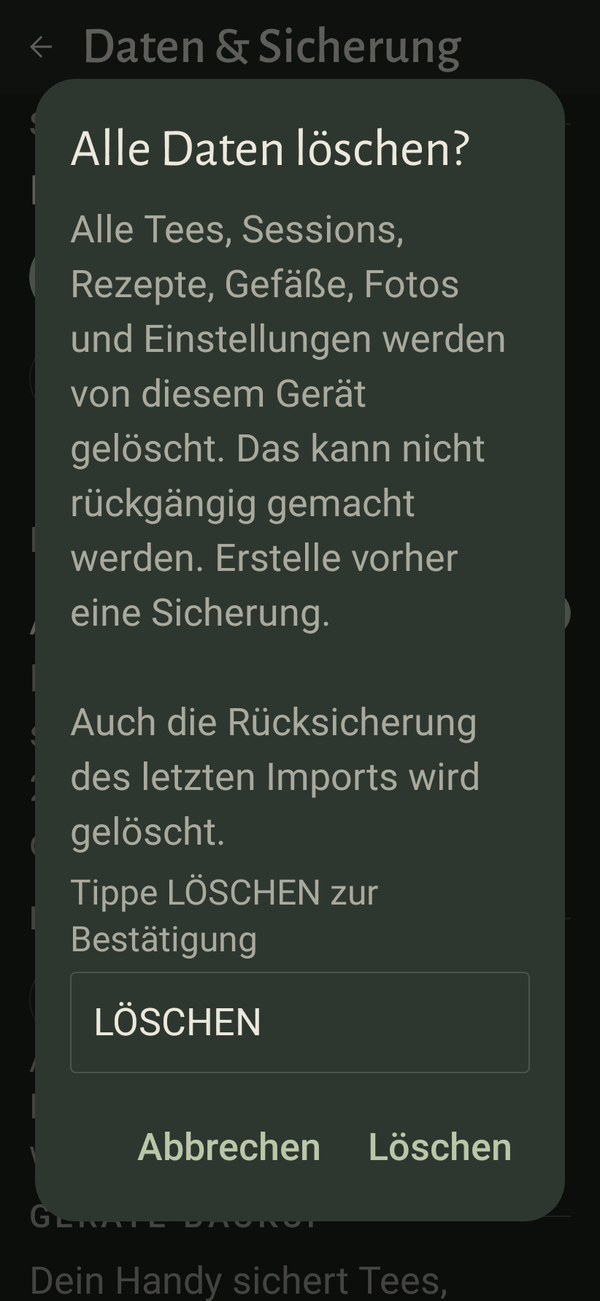 Daten & Sicherung
Alle Daten löschen?
Alle Tees, Sessions,
Rezepte, Gefäße, Fotos
und Einstellungen werden
von diesem Gerät
gelöscht. Das kann nicht
rückgängig gemacht
werden. Erstelle vorher
eine Sicherung.
Auch die Rücksicherung
des letzten Imports wird
gelöscht.
Tippe LÖSCHEN zur
Bestätigung
LÖSCHEN
Abbrechen Löschen
Dein Handy sichert Tees,